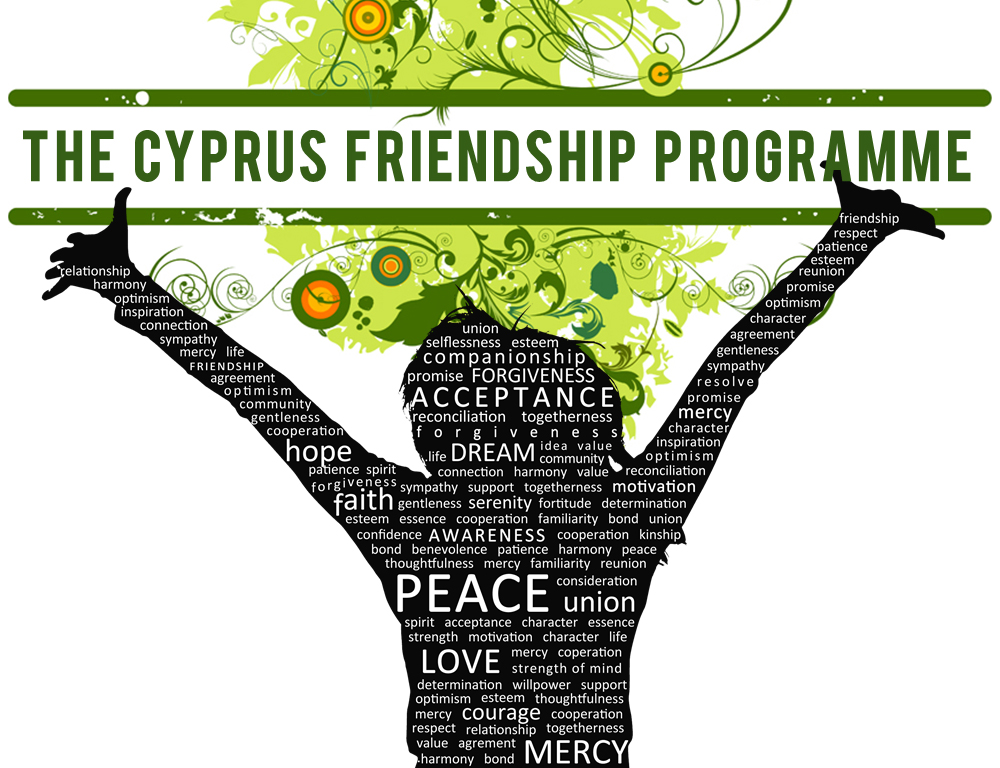 THE CYPRUS FRIENDSHIP PROGRAMME
relationship
harmony
optimism
inspiration
connection
sympathy
mercy life
FRIENDSHIP
agreement
optimism
community
gentleness
cooperation
hope
patience spirit
forgiveness
faith
friendship
respect
patience
esteem
reunion
promise
optimism
character
agreement
gentleness
sympathy
resolve
promise
mercy
character
inspiration
optimism
reconciliation
motivation
union
selflessness esteem
companionship
promise FORGIVENESS
ACCEPTANCE
reconciliation togetherness
forgiveness
life DREAM idea value
community
connection harmony value
sympathy support togetherness
gentleness serenity fortitude determination
esteem essence cooperation familiarity bond union
confidence AWARENESS cooperation kinship
bond benevolence patience harmony peace
thoughtfulness mercy familiarity reunion
PEACE consideration
union
spirit acceptance character essence
strength motivation character life
LOVE mercy coperation
strength of mind
determination willpower support
optimism esteem thoughtfulness
mercy courage cooperation
respect relationship togetherness
value agrement MERCY
harmony bond